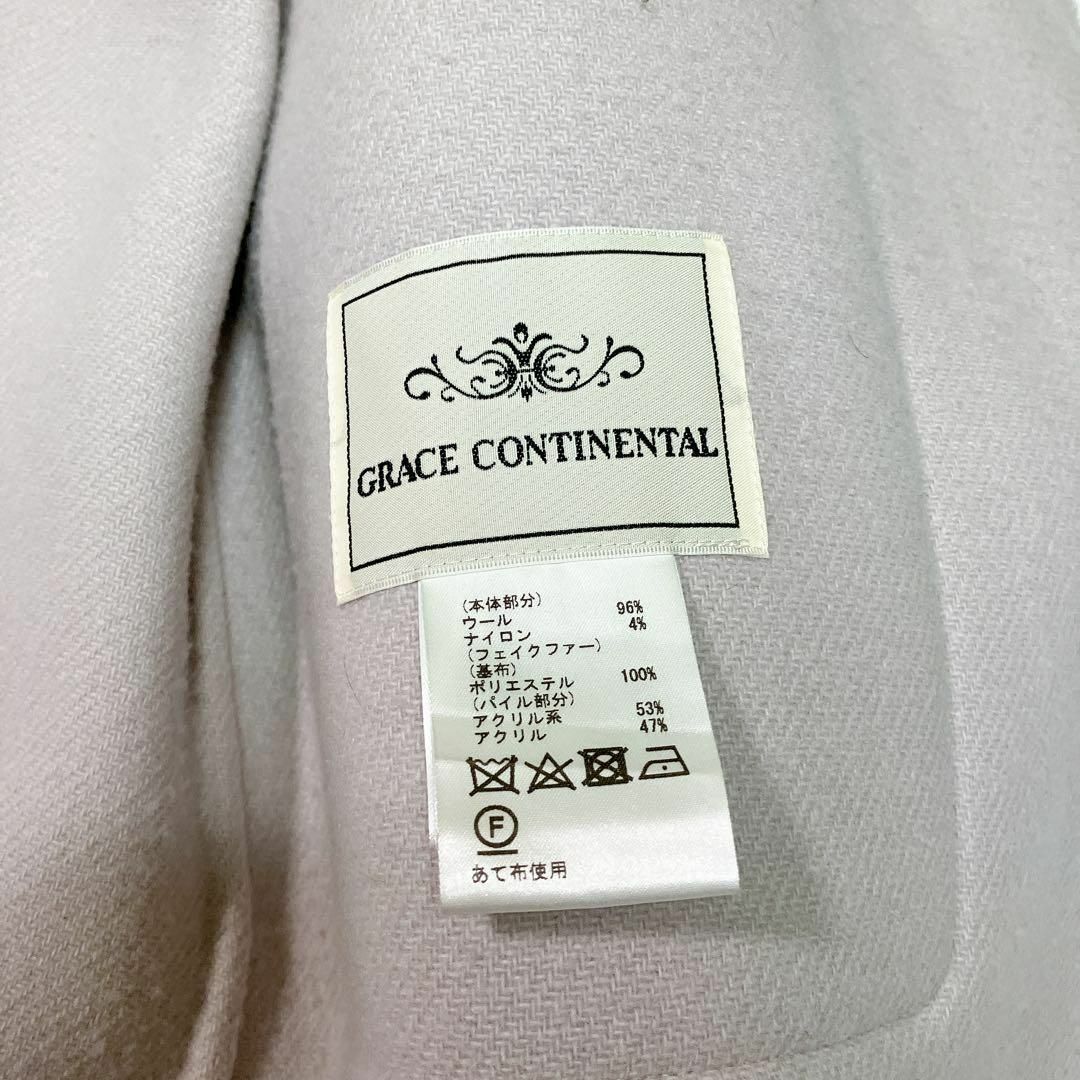 GRACE CONTINENTAL
(本体部分)
ウール 96%
ナイロン 4%
(フェイクファー)
(基布)
ポリエステル 100%
(パイル部分)
アクリル系 53%
アクリル 47%
F
あて布使用